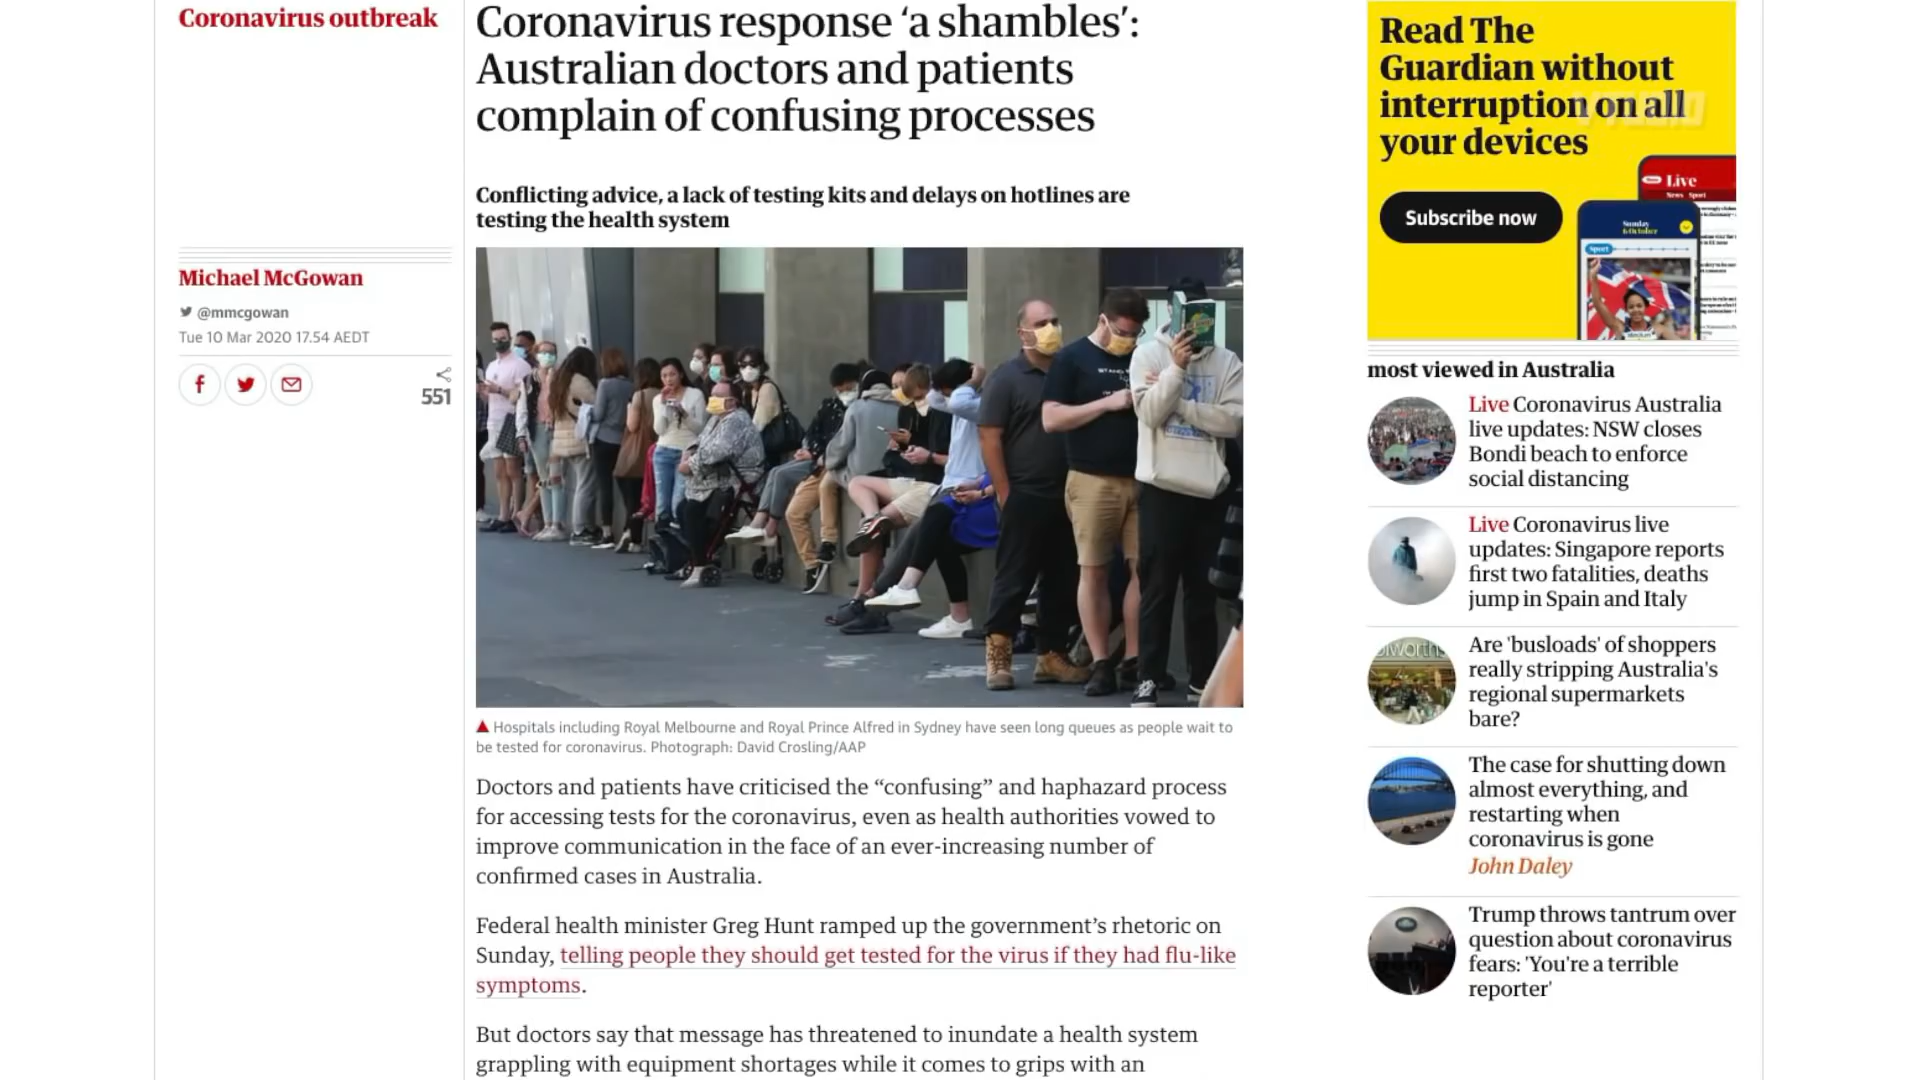 Coronavirus outbreak
Coronavirus response ‘a shambles’:
Australian doctors and patients
complain of confusing processes
Conflicting advice, a lack of testing kits and delays on hotlines are
testing the health system
Michael McGowan
@mmcgowan
Tue 10 Mar 2020 17.54 AEDT
551
Hospitals including Royal Melbourne and Royal Prince Alfred in Sydney have seen long queues as people wait to
be tested for coronavirus. Photograph: David Crosling/AAP
Doctors and patients have criticised the “confusing” and haphazard process
for accessing tests for the coronavirus, even as health authorities vowed to
improve communication in the face of an ever-increasing number of
confirmed cases in Australia.
Federal health minister Greg Hunt ramped up the government’s rhetoric on
Sunday, telling people they should get tested for the virus if they had flu-like
symptoms.
But doctors say that message has threatened to inundate a health system
grappling with equipment shortages while it comes to grips with an
Read The
Guardian without
interruption on all
your devices
Subscribe now
Live
News Sport
Sunday
6 October
Sport
most viewed in Australia
Live Coronavirus Australia
live updates: NSW closes
Bondi beach to enforce
social distancing
Live Coronavirus live
updates: Singapore reports
first two fatalities, deaths
jump in Spain and Italy
Are 'busloads' of shoppers
really stripping Australia's
regional supermarkets
bare?
The case for shutting down
almost everything, and
restarting when
coronavirus is gone
John Daley
Trump throws tantrum over
question about coronavirus
fears: 'You're a terrible
reporter'